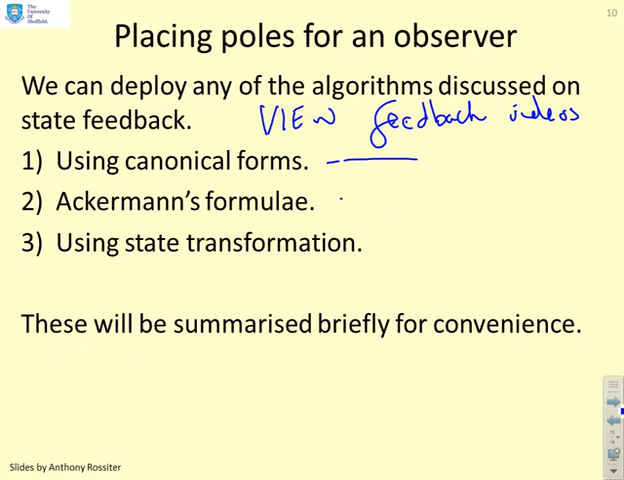 The
University
Of
Sheffield.
10
Placing poles for an observer
We can deploy any of the algorithms discussed on
state feedback.
VIEW feedback videos
1) Using canonical forms.
2) Ackermann's formulae.
3) Using state transformation.
These will be summarised briefly for convenience.
Slides by Anthony Rossiter